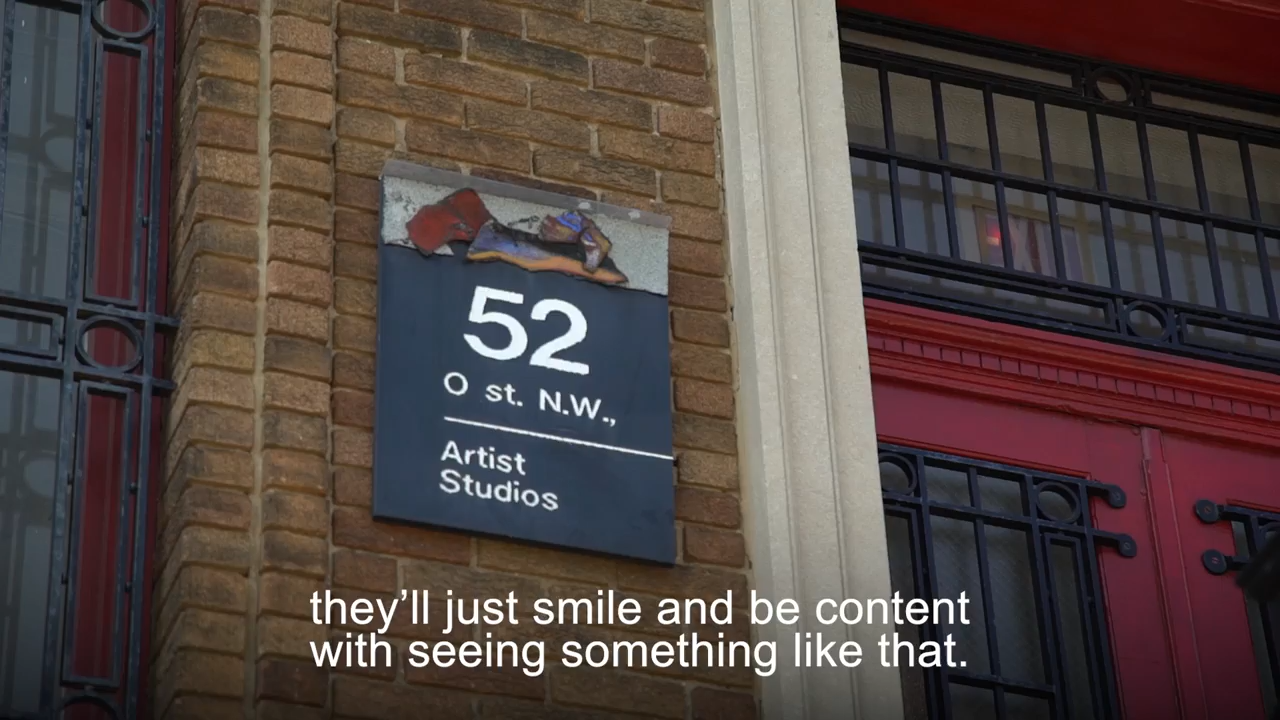 52
O st. N.W.,
Artist
Studios
they’ll just smile and be content
with seeing something like that.